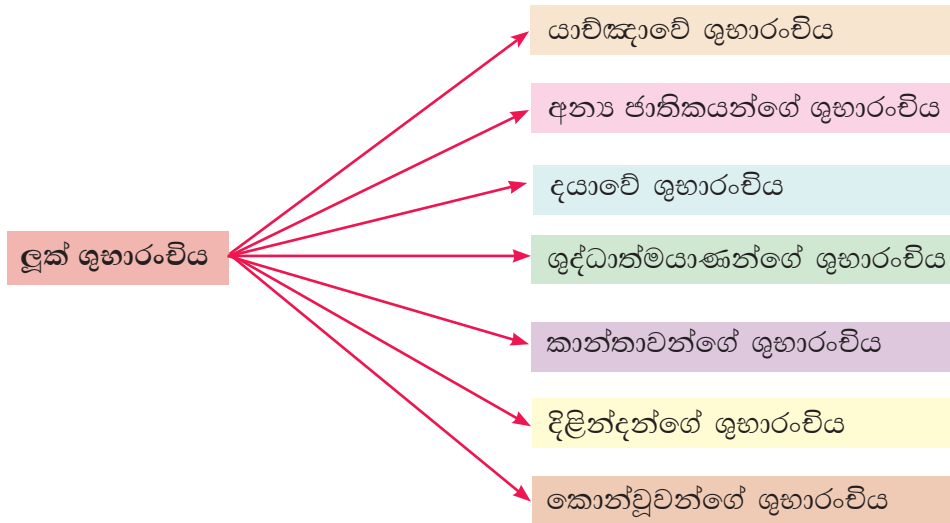 යාච්ඤාවේ ශුභාරංචිය
අන්‍ය ජාතිකයන්ගේ ශුභාරංචිය
දයාවේ ශුභාරංචිය
ලූක් ශුභාරංචිය
ශුද්ධාත්මයාණන්ගේ ශුභාරංචිය
කාන්තාවන්ගේ ශුභාරංචිය
දිළින්දන්ගේ ශුභාරංචිය
කොන්වූවන්ගේ ශුභාරංචිය